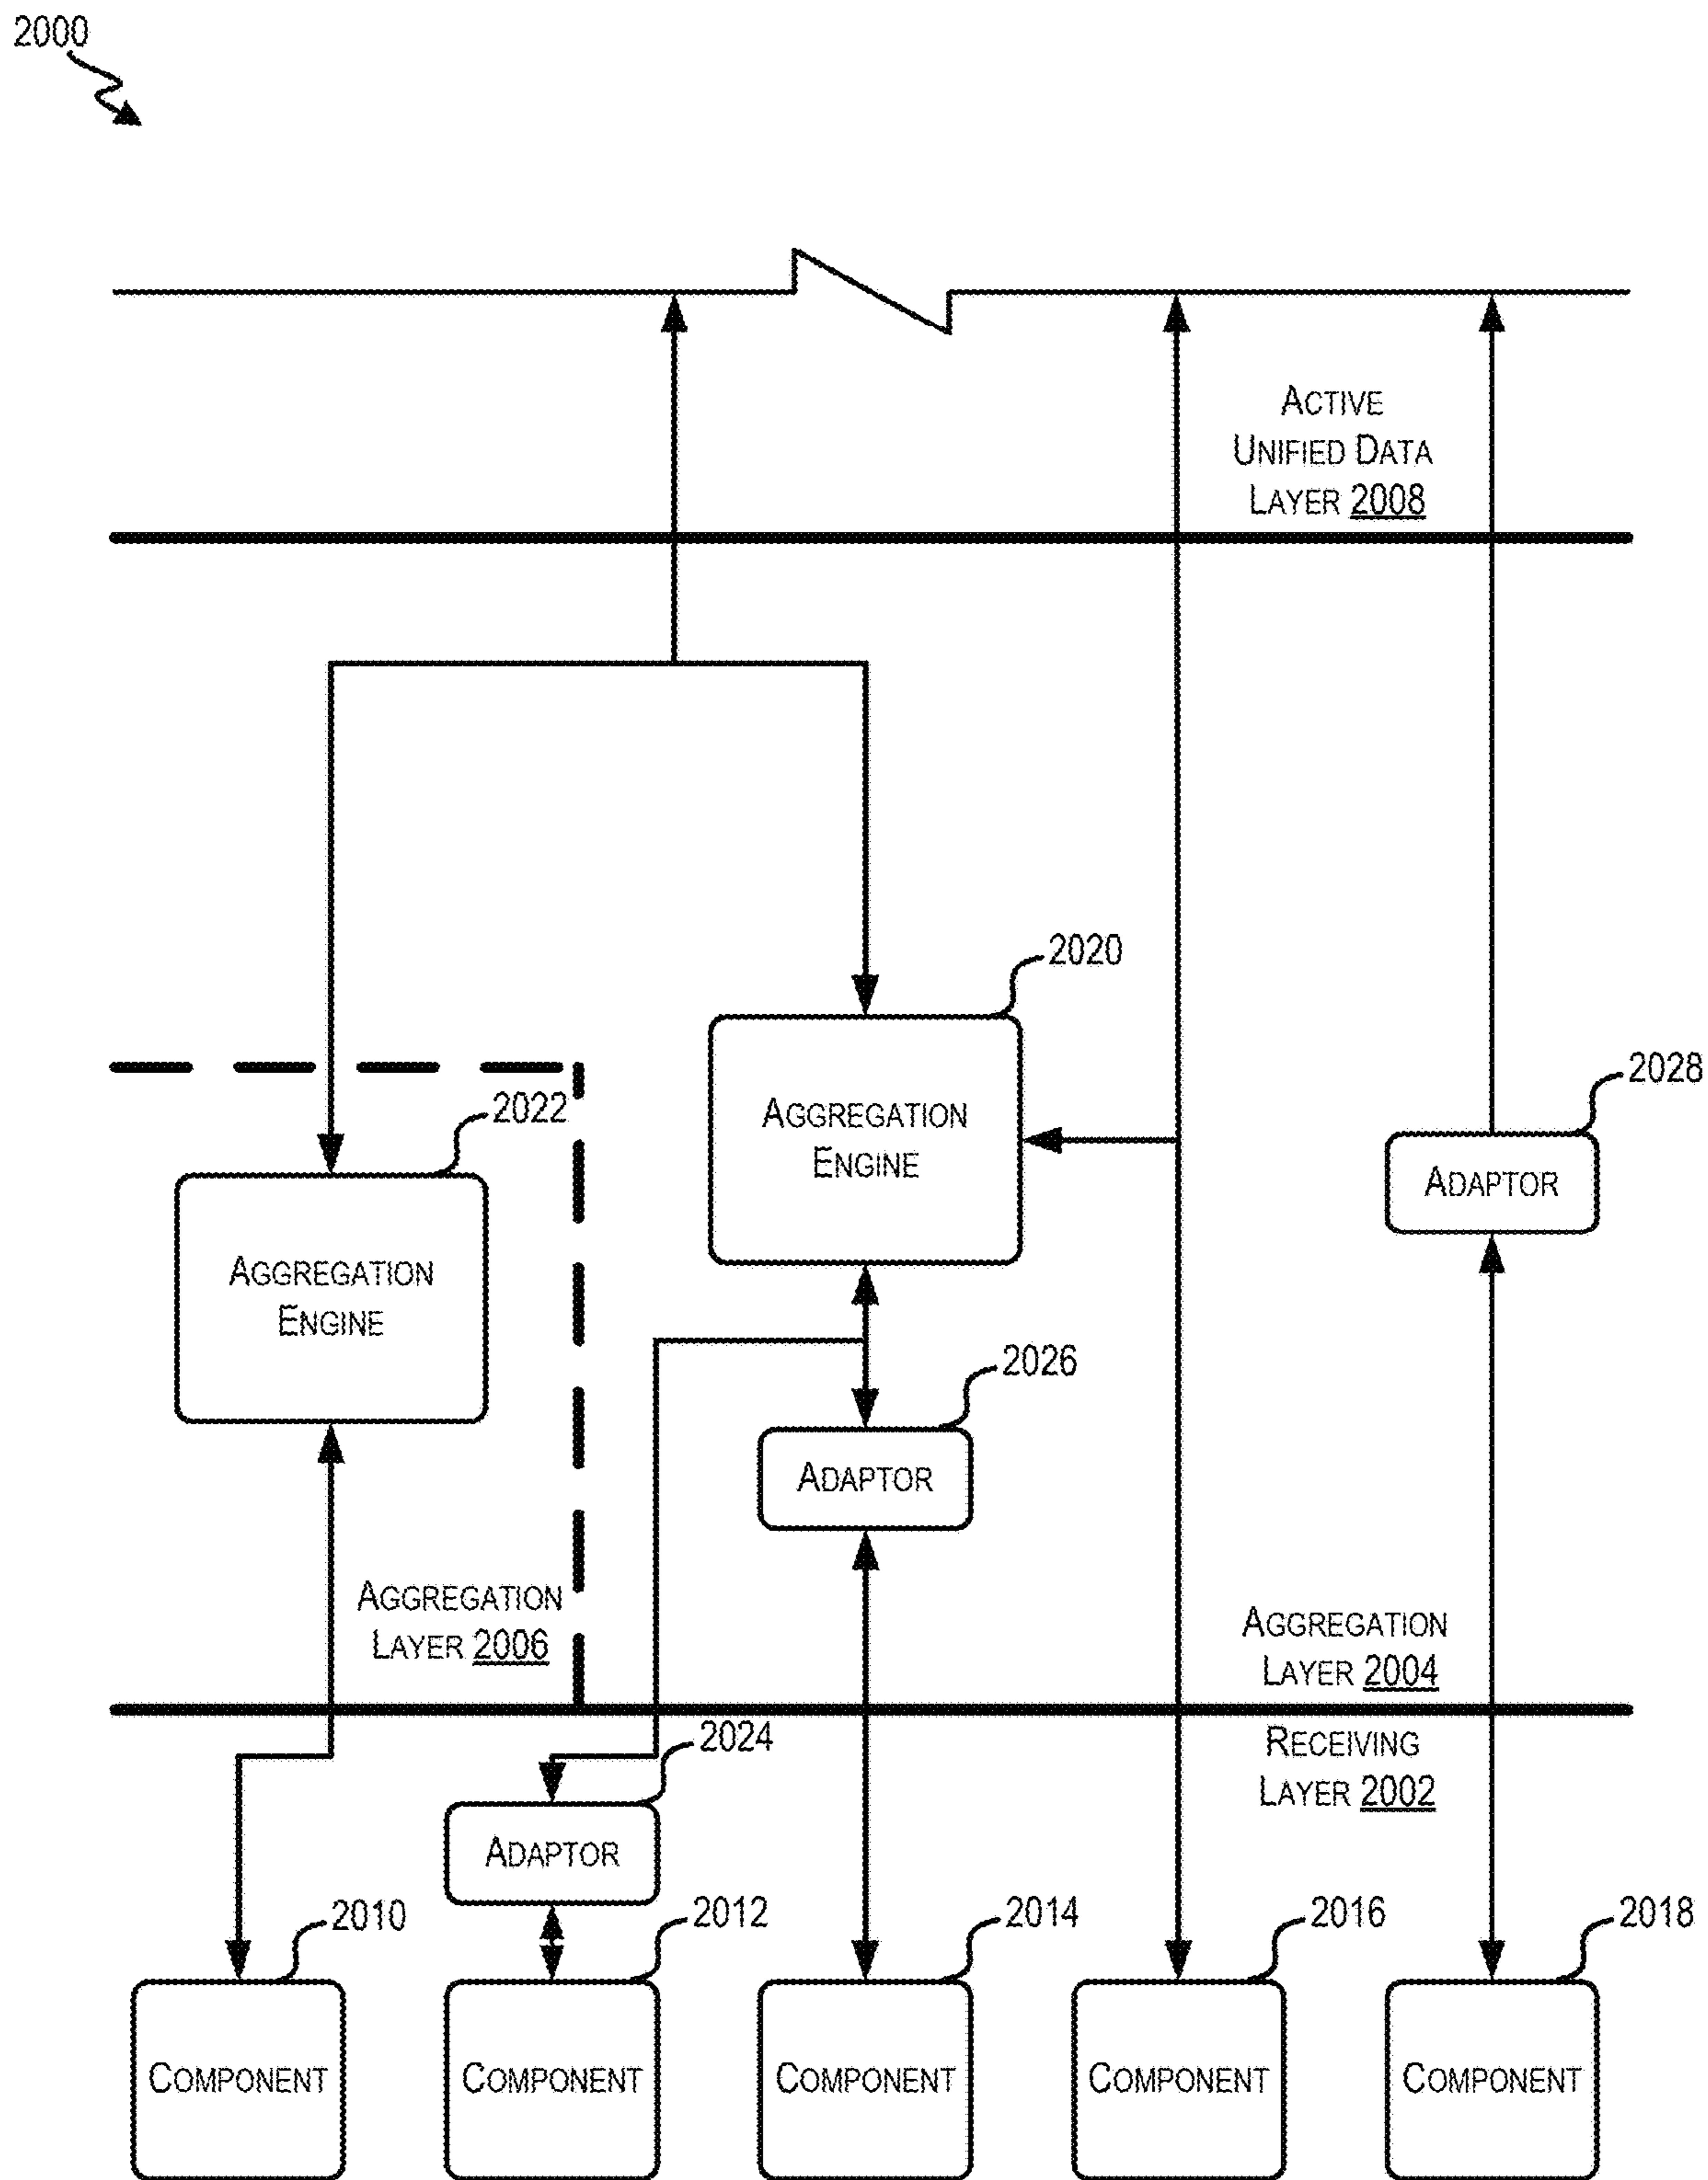 2000
ACTIVE
UNIFIED DATA
LAYER 2008
2020
2028
2022
AGGREGATION
ENGINE
ADAPTOR
AGGREGATION
ENGINE
2026
ADAPTOR
AGGREGATION
LAYER 2006
AGGREGATION
LAYER 2004
2024
RECEIVING
LAYER 2002
ADAPTOR
2010
2012
2014
2016
2018
COMPONENT
COMPONENT
COMPONENT
COMPONENT
COMPONENT